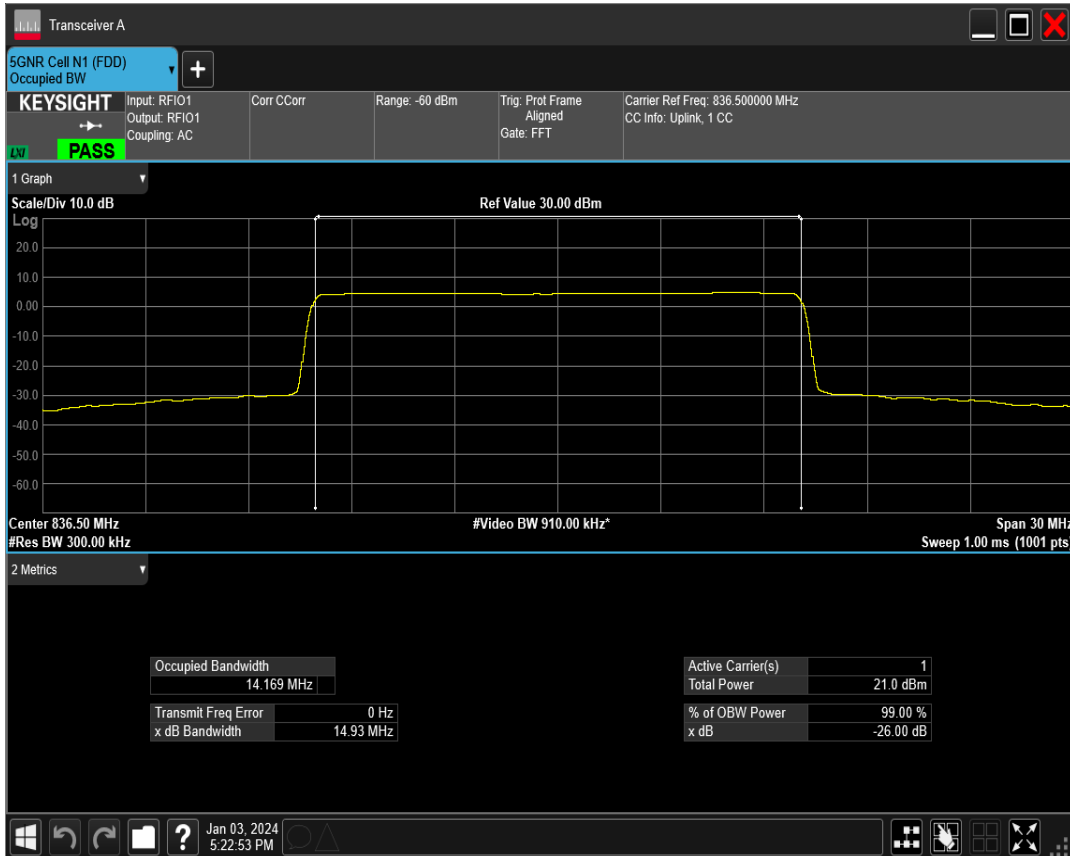 Transceiver A
5GNR Cell N1 (FDD)
Occupied BW
+
KEYSIGHT
LXI
PASS
Input: RFIO1
Output: RFIO1
Coupling: AC
Corr CCorr
Range: -60 dBm
Trig: Prot Frame
Aligned
Gate: FFT
Carrier Ref Freq: 836.500000 MHz
CC Info: Uplink, 1 CC
1 Graph
Scale/Div 10.0 dB
Ref Value 30.00 dBm
Log
20.0
10.0
0.00
-10.0
-20.0
-30.0
-40.0
-50.0
-60.0
Center 836.50 MHz
#Video BW 910.00 kHz*
Span 30 MHz
#Res BW 300.00 kHz
Sweep 1.00 ms (1001 pts)
2 Metrics
Occupied Bandwidth
14.169 MHz
Transmit Freq Error 0 Hz
x dB Bandwidth 14.93 MHz
Active Carrier(s) 1
Total Power 21.0 dBm
% of OBW Power 99.00 %
x dB -26.00 dB
?
Jan 03, 2024
5:22:53 PM